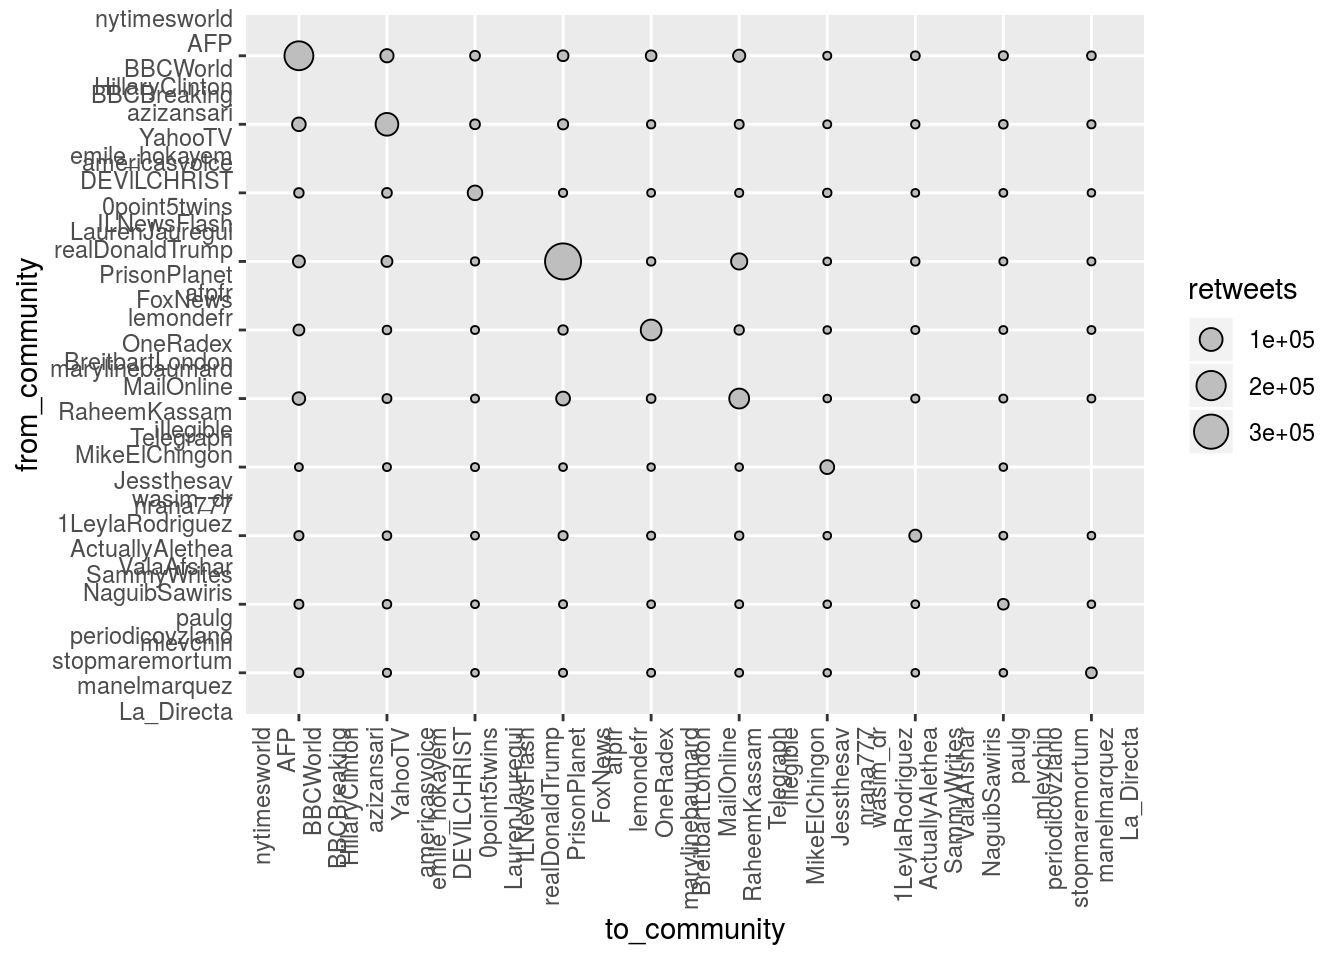 nytimesworld
AFP
BBCWorld
HillaryClinton
BBCBreaking
azizansari
YahooTV
emile_hokayem
americasvoice
DEVILCHRIST
0point5twins
ILNewsFlash
LaurenJauregui
realDonaldTrump
PrisonPlanet
afpfr
FoxNews
lemondefr
OneRadex
BreitbartLondon
marylinebaumard
MailOnline
RaheemKassam
illegible
Telegraph
MikeElChingon
Jessthesav
wasim_dr
nrana777
1LeylaRodriguez
ActuallyAlethea
ValaAfshar
SammyWrites
NaguibSawiris
paulg
periodicovzlano
mlevchin
stopmaremortum
manelmarquez
La_Directa
from_community
nytimesworld
AFP
BBCWorld
BBCBreaking
HillaryClinton
azizansari
YahooTV
americasvoice
emile_hokayem
DEVILCHRIST
0point5twins
LaurenJauregui
ILNewsFlash
realDonaldTrump
PrisonPlanet
FoxNews
afpfr
lemondefr
OneRadex
marylinebaumard
BreitbartLondon
MailOnline
RaheemKassam
Telegraph
illegible
MikeElChingon
Jessthesav
nrana777
wasim_dr
1LeylaRodriguez
ActuallyAlethea
SammyWrites
ValaAfshar
NaguibSawiris
paulg
mlevchin
periodicovzlano
stopmaremortum
manelmarquez
La_Directa
to_community
retweets
1e+05
2e+05
3e+05